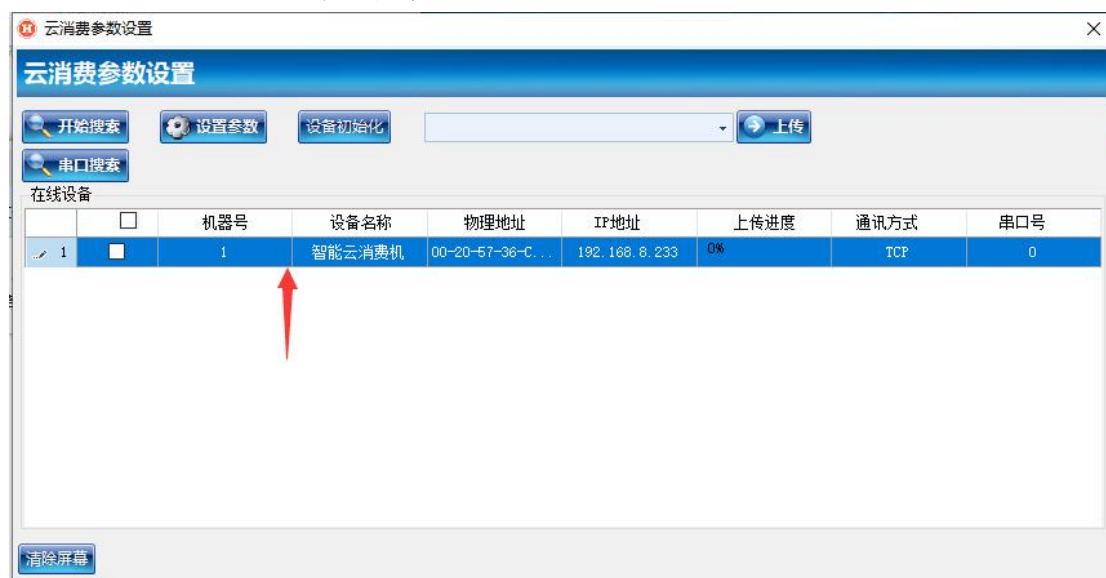 云消费参数设置
云消费参数设置
开始搜索 设置参数 设备初始化 上传
串口搜索
在线设备
机器号 设备名称 物理地址 IP地址 上传进度 通讯方式 串口号
1 1 智能云消费机 00-20-57-36-C... 192.168.8.233 0% TCP 0
清除屏幕